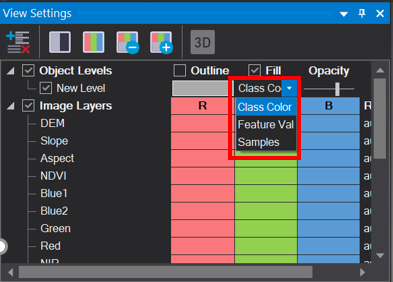 View Settings
3D
Object Levels Outline Fill Opacity
New Level Class Co
Image Layers R Class Color B R
DEM Feature Val
Slope Samples
Aspect
NDVI
Blue1
Blue2
Green
Red
NIR